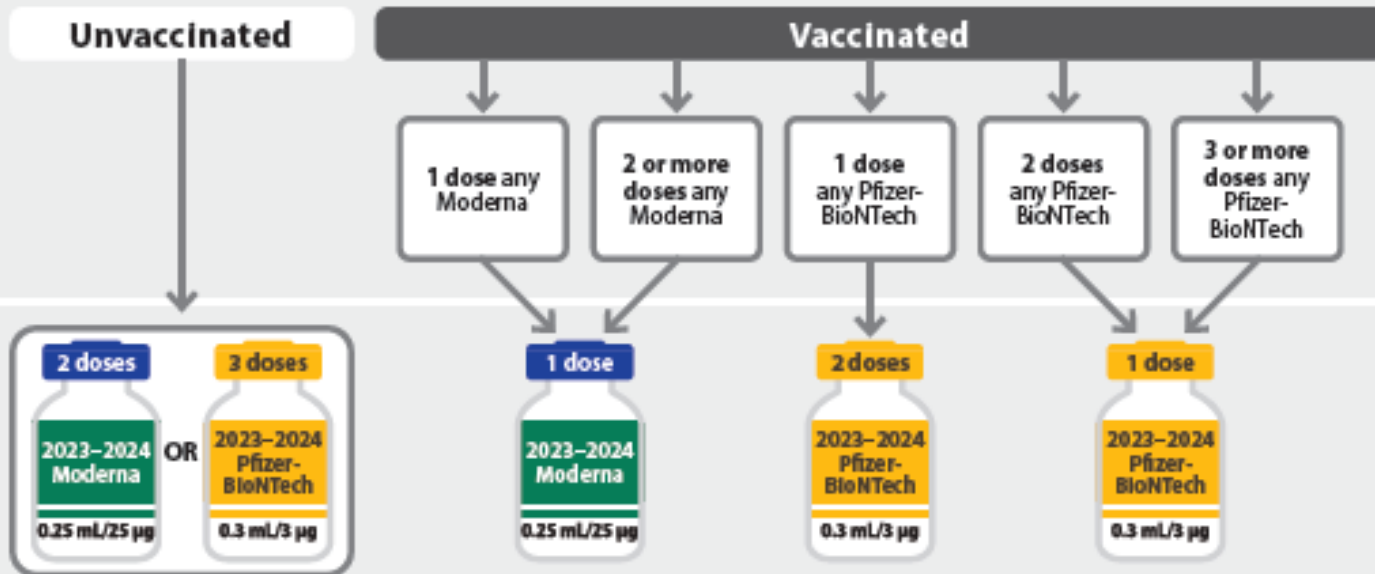 Unvaccinated
Vaccinated
1 dose any
Moderna
2 or more
doses any
Moderna
1 dose
any Pfizer-
BioNTech
2 doses
any Pfizer-
BioNTech
3 or more
doses any
Pfizer-
BioNTech
2 doses
2023–2024
Moderna
0.25 mL/25 µg
OR
3 doses
2023–2024
Pfizer-
BioNTech
0.3 mL/3 µg
1 dose
2023–2024
Moderna
0.25 mL/25 µg
2 doses
2023–2024
Pfizer-
BioNTech
0.3 mL/3 µg
1 dose
2023–2024
Pfizer-
BioNTech
0.3 mL/3 µg